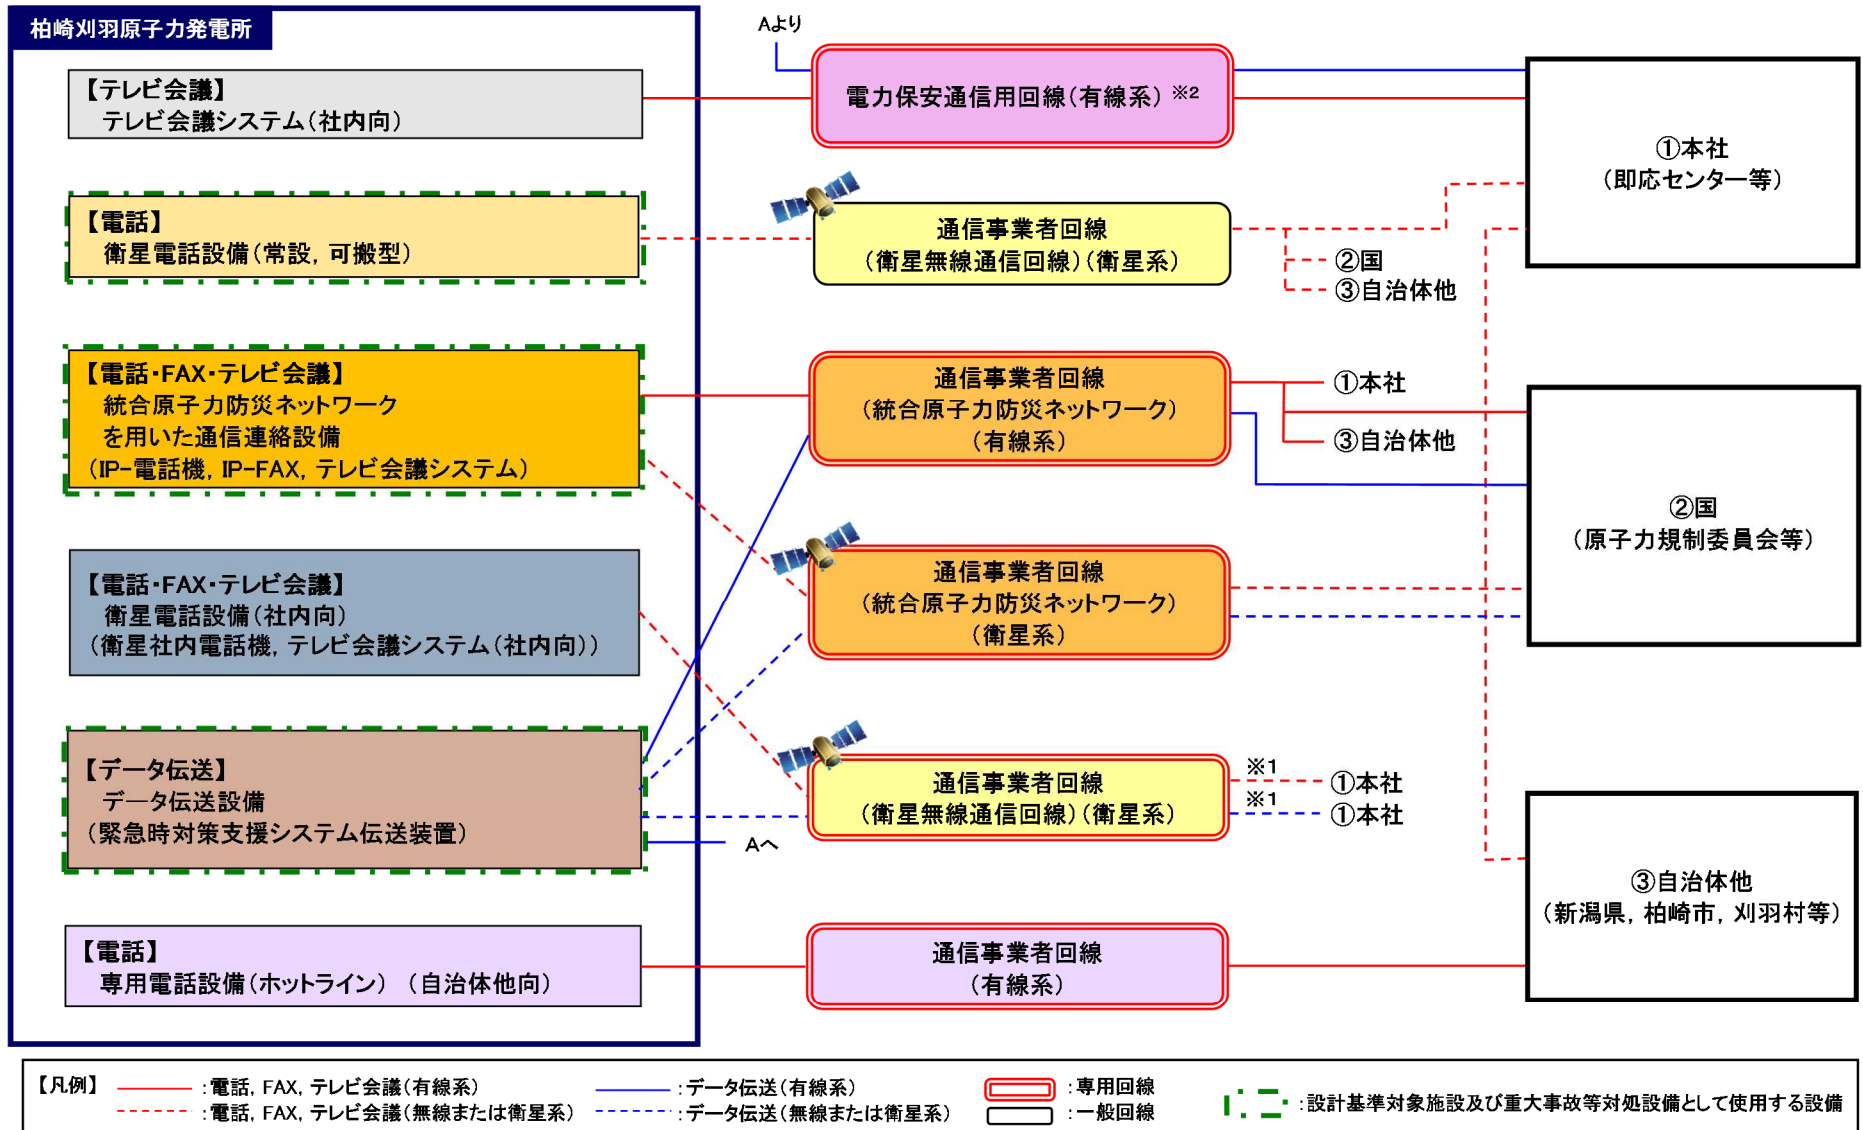 柏崎刈羽原子力発電所
【テレビ会議】
テレビ会議システム(社内向)
【電話】
衛星電話設備(常設, 可搬型)
【電話・FAX・テレビ会議】
統合原子力防災ネットワーク
を用いた通信連絡設備
(IP-電話機, IP-FAX, テレビ会議システム)
【電話・FAX・テレビ会議】
衛星電話設備(社内向)
(衛星社内電話機, テレビ会議システム(社内向))
【データ伝送】
データ伝送設備
(緊急時対策支援システム伝送装置)
【電話】
専用電話設備(ホットライン) (自治体他向)
Aより
Aへ
電力保安通信用回線(有線系) ※2
通信事業者回線
(衛星無線通信回線)(衛星系)
②国
③自治体他
通信事業者回線
(統合原子力防災ネットワーク)
(有線系)
①本社
③自治体他
通信事業者回線
(統合原子力防災ネットワーク)
(衛星系)
通信事業者回線
(衛星無線通信回線)(衛星系)
※1
①本社
※1
①本社
通信事業者回線
(有線系)
①本社
(即応センター等)
②国
(原子力規制委員会等)
③自治体他
(新潟県, 柏崎市, 刈羽村等)
【凡例】
:電話, FAX, テレビ会議(有線系)
:電話, FAX, テレビ会議(無線または衛星系)
:データ伝送(有線系)
:データ伝送(無線または衛星系)
:専用回線
:一般回線
:設計基準対象施設及び重大事故等対処設備として使用する設備